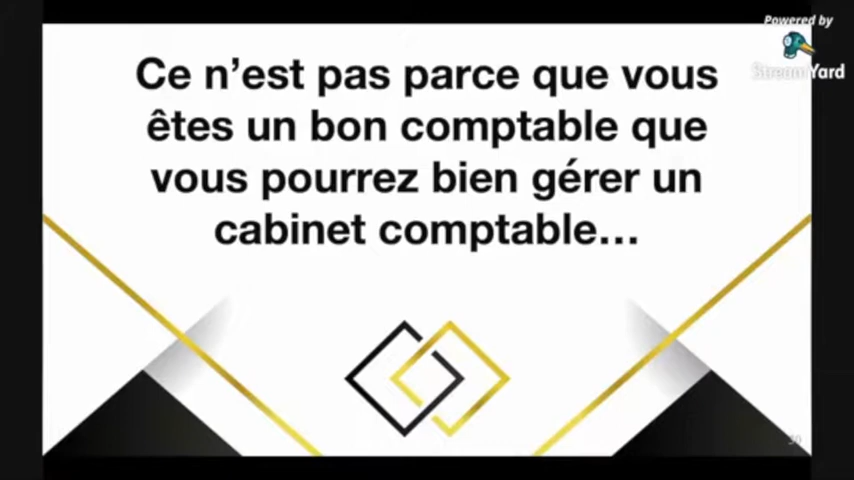 Powered by
StreamYard
Ce n’est pas parce que vous
êtes un bon comptable que
vous pourrez bien gérer un
cabinet comptable…
30